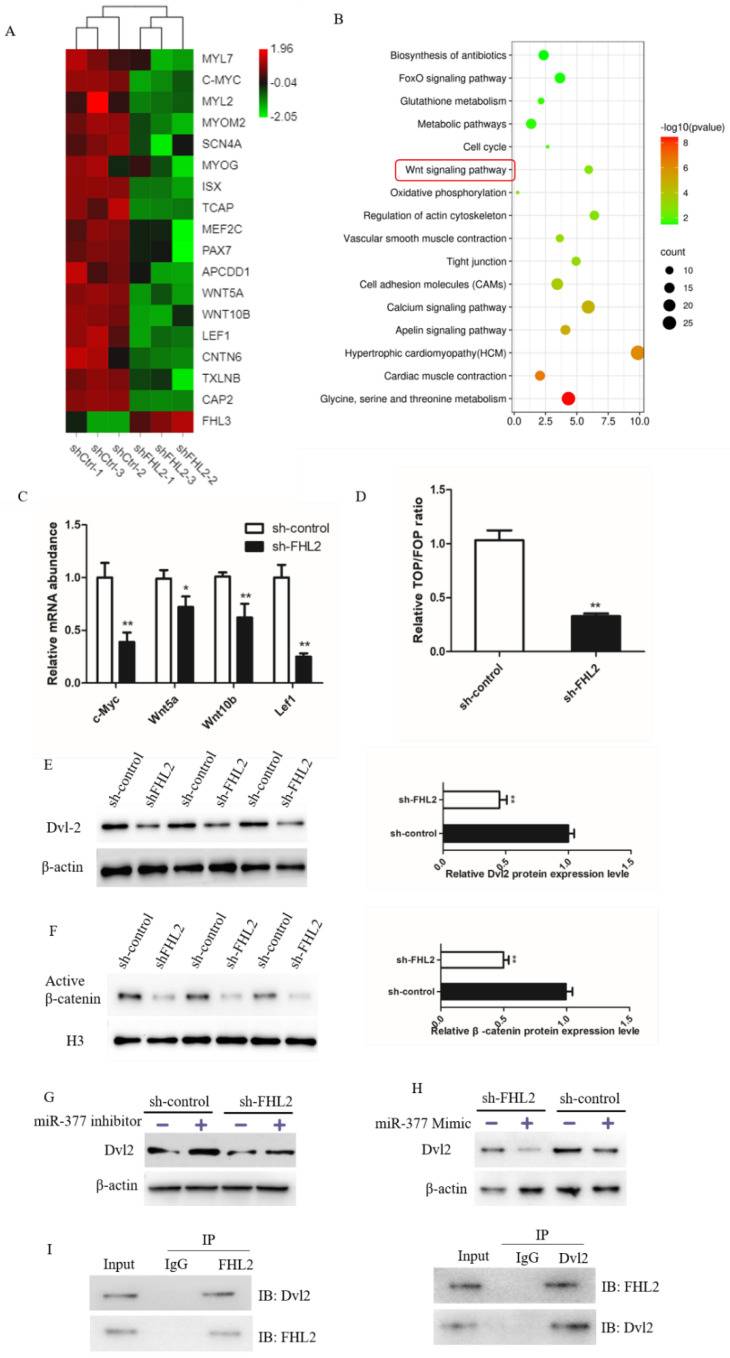 A
1.96
-0.04
-2.05
MYL7
C-MYC
MYL2
MYOM2
SCN4A
MYOG
ISX
TCAP
MEF2C
PAX7
APCDD1
WNT5A
WNT10B
LEF1
CNTN6
TXLNB
CAP2
FHL3
shCtrl-1
shCtrl-3
shCtrl-2
shFHL2-1
shFHL2-3
shFHL2-2
B
Biosynthesis of antibiotics
FoxO signaling pathway
Glutathione metabolism
Metabolic pathways
Cell cycle
Wnt signaling pathway
Oxidative phosphorylation
Regulation of actin cytoskeleton
Vascular smooth muscle contraction
Tight junction
Cell adhesion molecules (CAMs)
Calcium signaling pathway
Apelin signaling pathway
Hypertrophic cardiomyopathy(HCM)
Cardiac muscle contraction
Glycine, serine and threonine metabolism
0.0 2.5 5.0 7.5 10.0
-log10(pvalue)
8
6
4
2
count
10
15
20
25
C
Relative mRNA abundance
1.5
1.0
0.5
0.0
sh-control
sh-FHL2
**
*
**
**
c-Myc
Wnt5a
Wnt10b
Lef1
D
Relative TOP/FOP ratio
1.5
1.0
0.5
0.0
**
sh-control
sh-FHL2
E
sh-control
shFHL2
sh-control
sh-FHL2
sh-control
sh-FHL2
Dvl-2
β-actin
sh-FHL2
**
sh-control
0.0 0.5 1.0 1.5
Relative Dvl2 protein expression levle
F
sh-control
shFHL2
sh-control
sh-FHL2
sh-control
sh-FHL2
Active
β-catenin
H3
sh-FHL2
**
sh-control
0.0 0.5 1.0 1.5
Relative β -catenin protein expression levle
G
sh-control sh-FHL2
miR-377 inhibitor − + − +
Dvl2
β-actin
H
sh-FHL2 sh-control
miR-377 Mimic − + − +
Dvl2
β-actin
I
IP
Input IgG FHL2
IB: Dvl2
IB: FHL2
IP
Input IgG Dvl2
IB: FHL2
IB: Dvl2